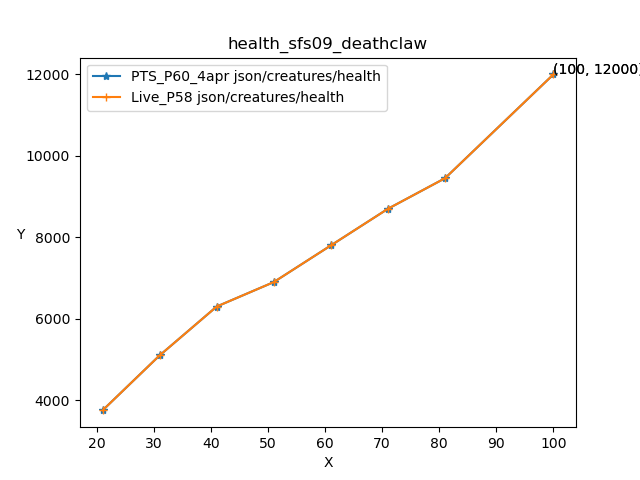 health_sfs09_deathclaw
PTS_P60_4apr json/creatures/health
Live_P58 json/creatures/health
(100, 12000)
12000
10000
8000
6000
4000
Y
20 30 40 50 60 70 80 90 100
X